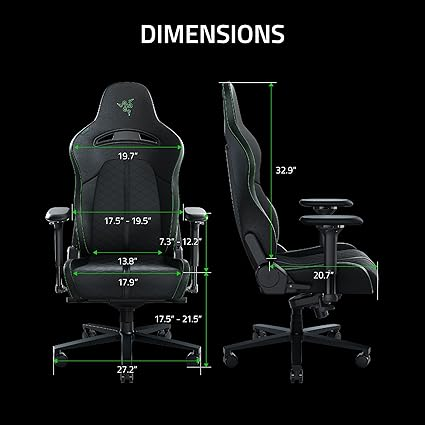 DIMENSIONS
19.7"
32.9"
17.5" - 19.5"
7.3" - 12.2"
13.8"
20.7"
17.9"
17.5" - 21.5"
27.2"